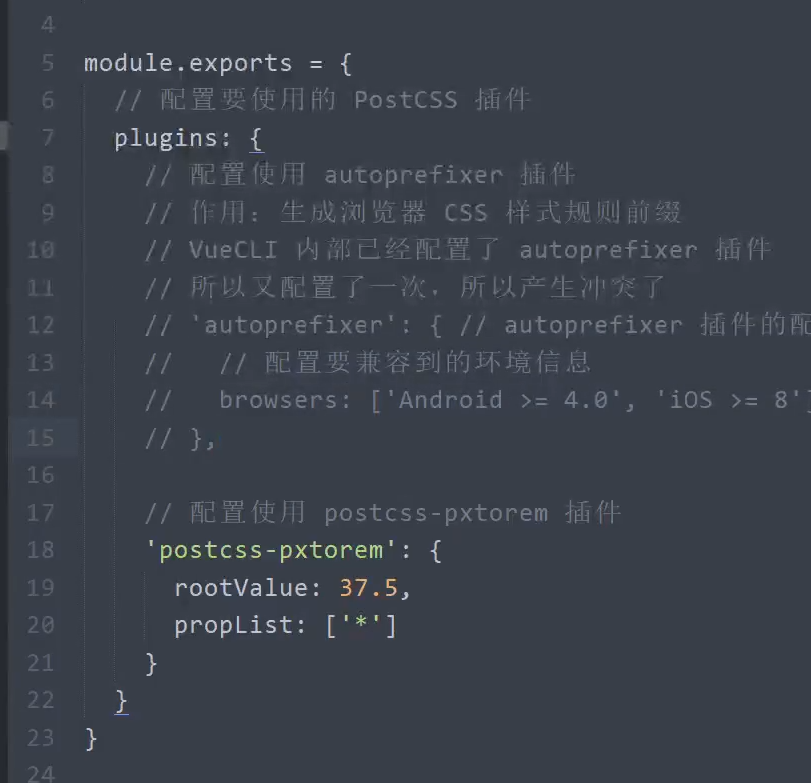 4
5 module.exports = {
6 // 配置要使用的 PostCSS 插件
7 plugins: {
8 // 配置使用 autoprefixer 插件
9 // 作用：生成浏览器 CSS 样式规则前缀
10 // VueCLI 内部已经配置了 autoprefixer 插件
11 // 所以又配置了一次，所以产生冲突了
12 // 'autoprefixer': { // autoprefixer 插件的配
13 // // 配置要兼容到的环境信息
14 // browsers: ['Android >= 4.0', 'iOS >= 8']
15 // },
16
17 // 配置使用 postcss-pxtorem 插件
18 'postcss-pxtorem': {
19 rootValue: 37.5,
20 propList: ['*']
21 }
22 }
23 }
24